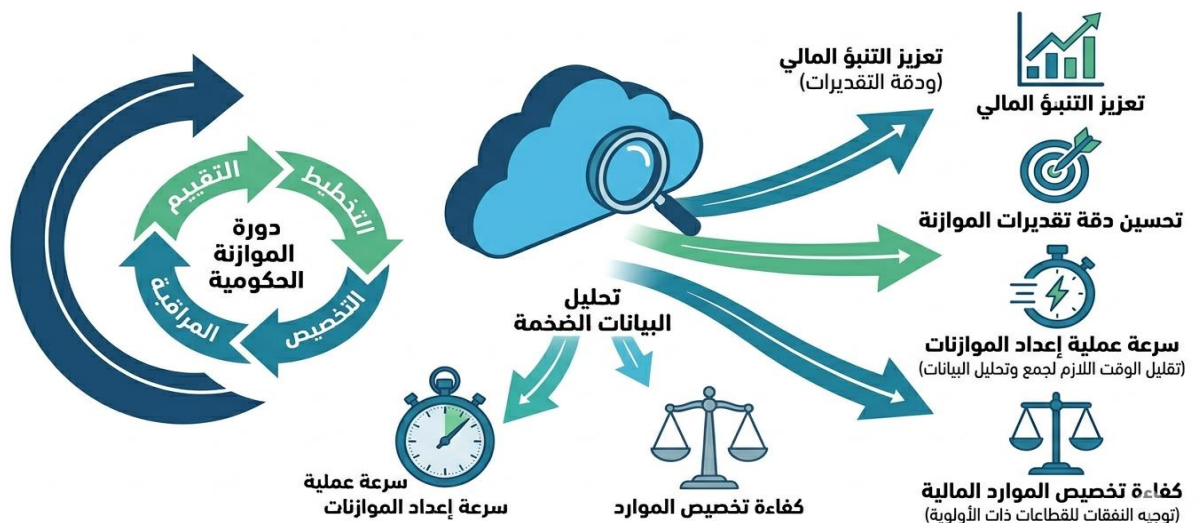 تعزيز التنبؤ المالي
(ودقة التقديرات)
تعزيز التنبؤ المالي
تحسين دقة تقديرات الموازنة
سرعة عملية إعداد الموازنات
(تقليل الوقت اللازم لجمع وتحليل البيانات)
كفاءة تخصيص الموارد المالية
(توجيه النفقات للقطاعات ذات الأولوية)
تحليل
البيانات الضخمة
كفاءة تخصيص الموارد
سرعة عملية
سرعة إعداد الموازنات
التخطيط
التخصيص
المراقبة
التقييم
دورة
الموازنة
الحكومية